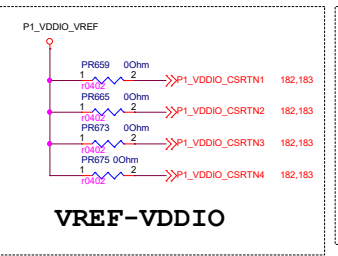 P1_VDDIO_VREF
PR659 0Ohm
1 2 P1_VDDIO_CSRTN1 182,183
r0402
PR665 0Ohm
1 2 P1_VDDIO_CSRTN2 182,183
r0402
PR673 0Ohm
1 2 P1_VDDIO_CSRTN3 182,183
r0402
PR675 0Ohm
1 2 P1_VDDIO_CSRTN4 182,183
r0402
VREF-VDDIO